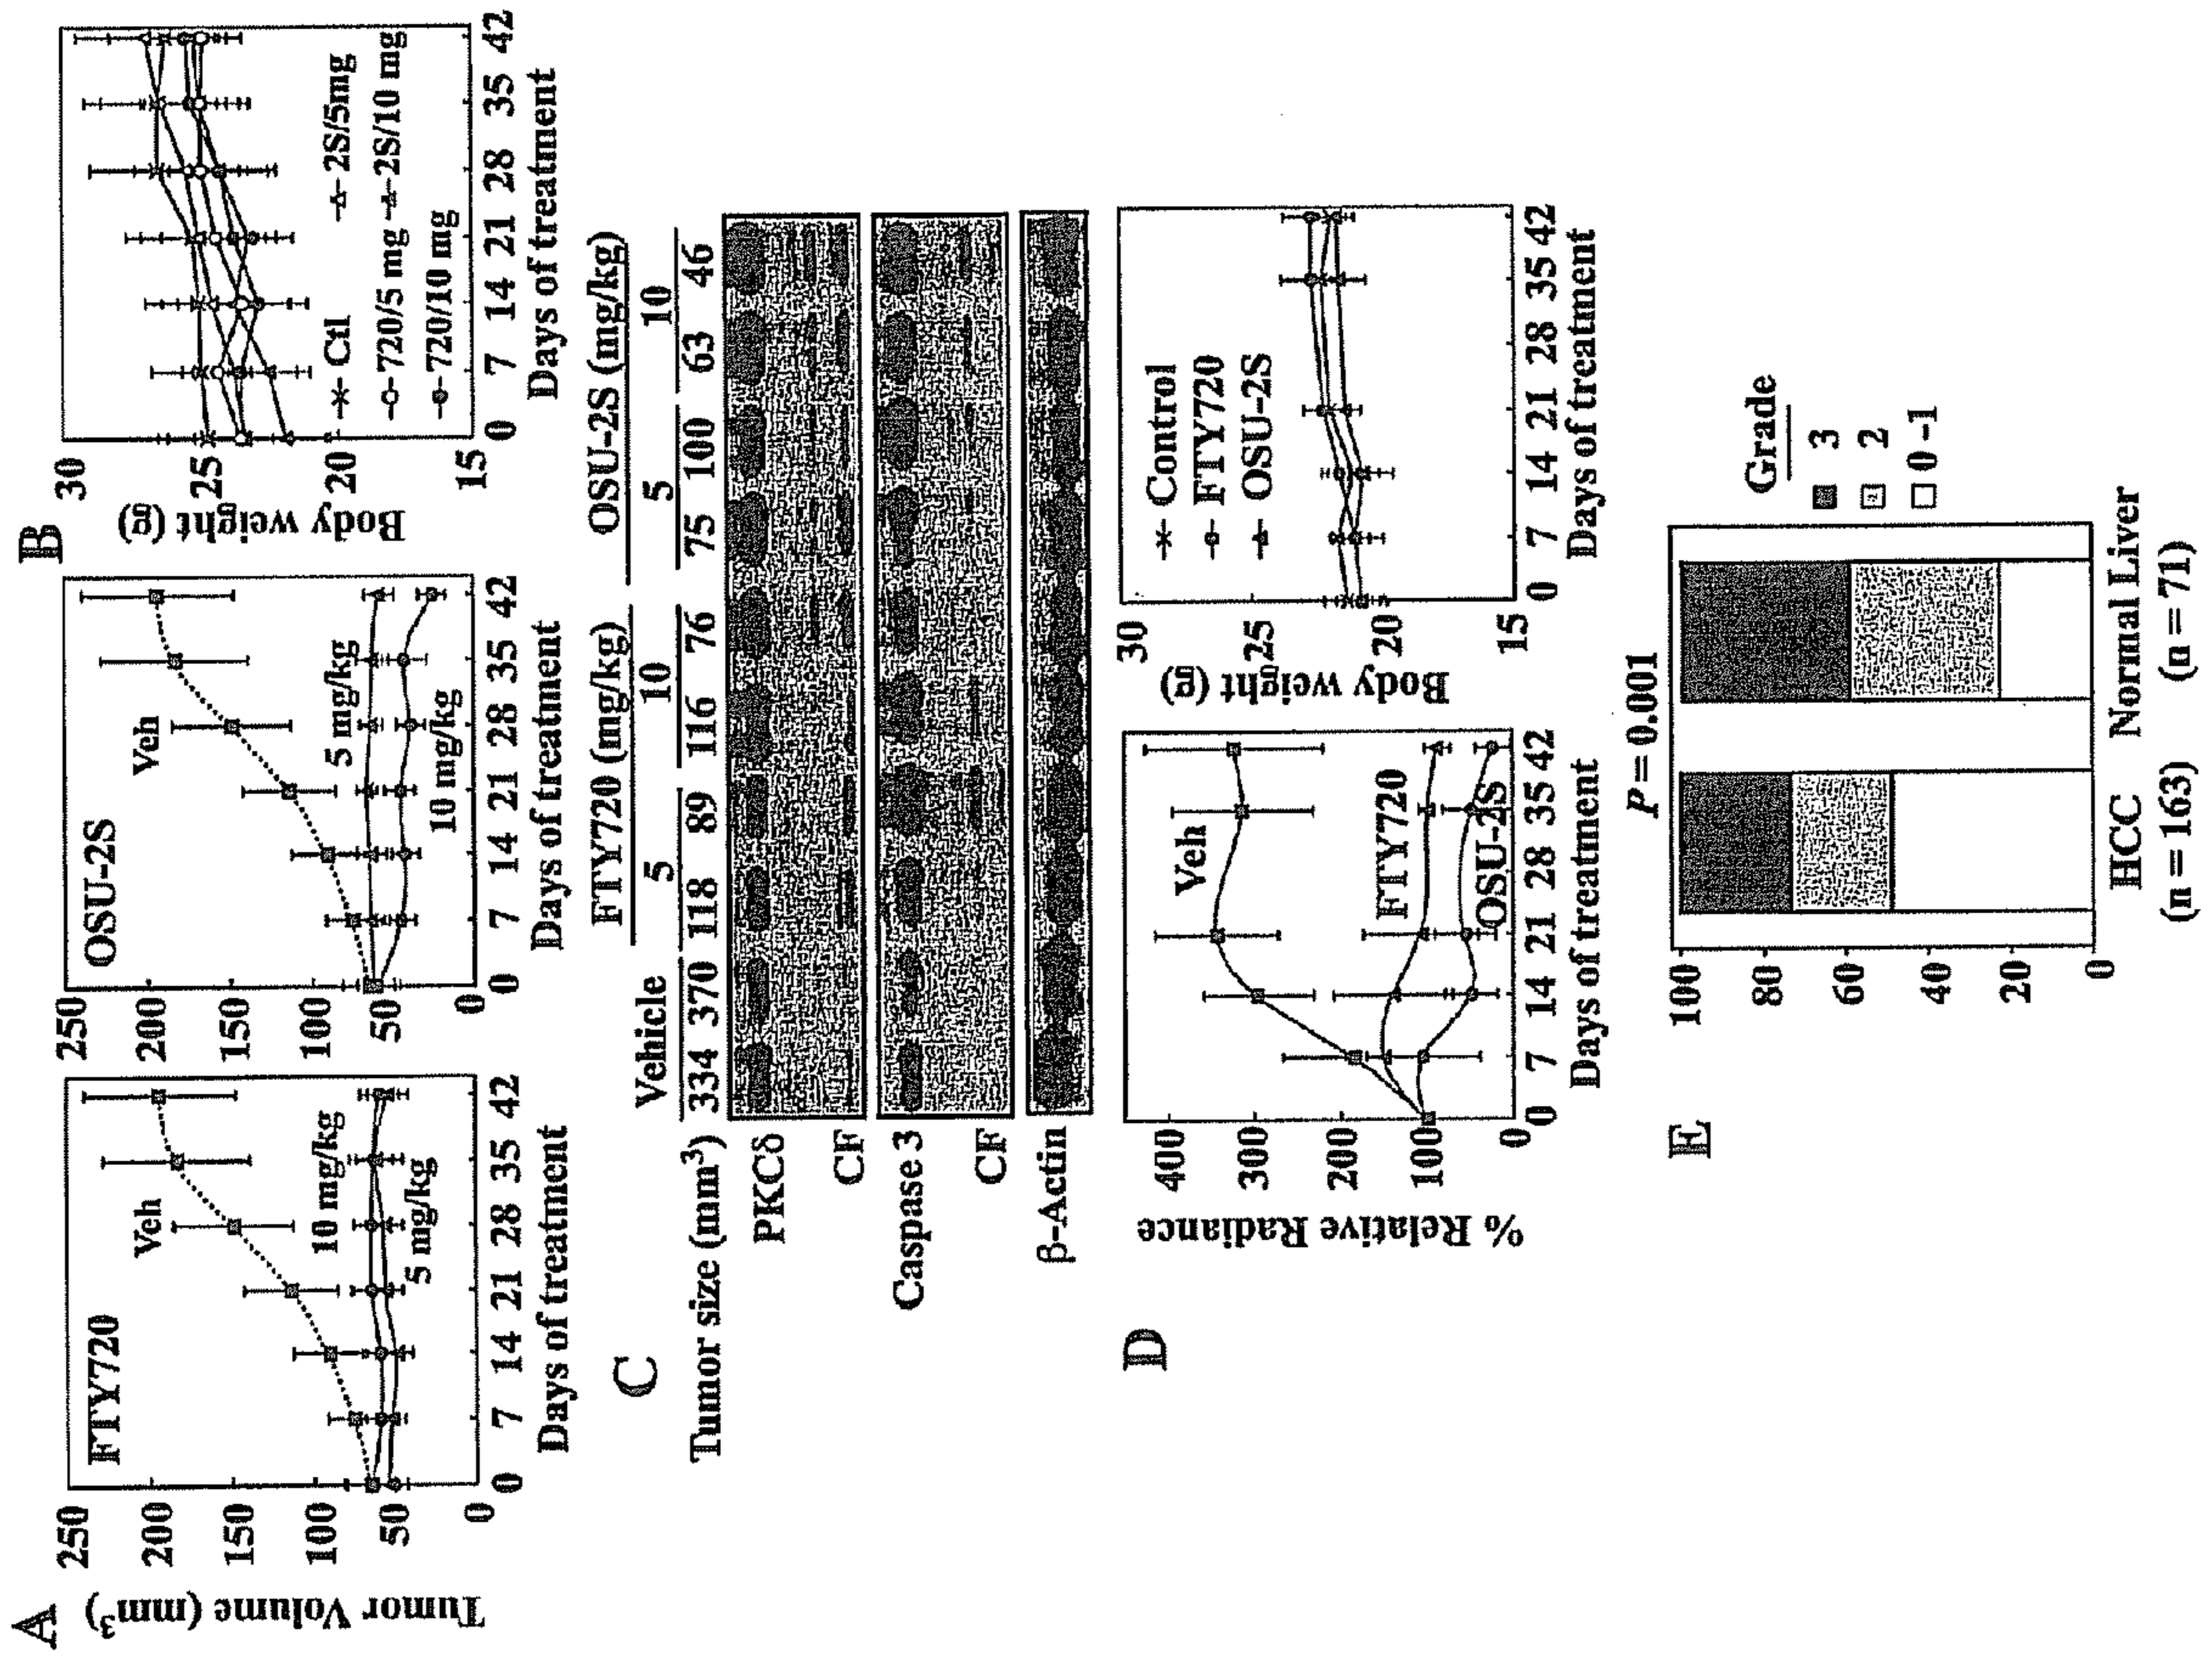 A
Tumor Volume (mm³)
FTY720
Veh
10 mg/kg
5 mg/kg
250
200
150
100
50
0
0 7 14 21 28 35 42
Days of treatment
OSU-2S
Veh
5 mg/kg
10 mg/kg
250
200
150
100
50
0
0 7 14 21 28 35 42
Days of treatment
B
Body weight (g)
30
25
20
15
Ctl
2S/5mg
720/5 mg
2S/10 mg
720/10 mg
0 7 14 21 28 35 42
Days of treatment
C
Vehicle
FTY720 (mg/kg)
OSU-2S (mg/kg)
5 10 5 10
Tumor size (mm³) 334 370 118 89 116 76 75 100 63 46
PKCδ
CF
Caspase 3
CF
β-Actin
D
% Relative Radiance
400
300
200
100
0
Veh
FTY720
OSU-2S
0 7 14 21 28 35 42
Days of treatment
Body weight (g)
30
25
20
15
Control
FTY720
OSU-2S
0 7 14 21 28 35 42
Days of treatment
E
P = 0.001
100
80
60
40
20
0
Grade
3
2
0 -1
HCC Normal Liver
(n = 163) (n = 71)